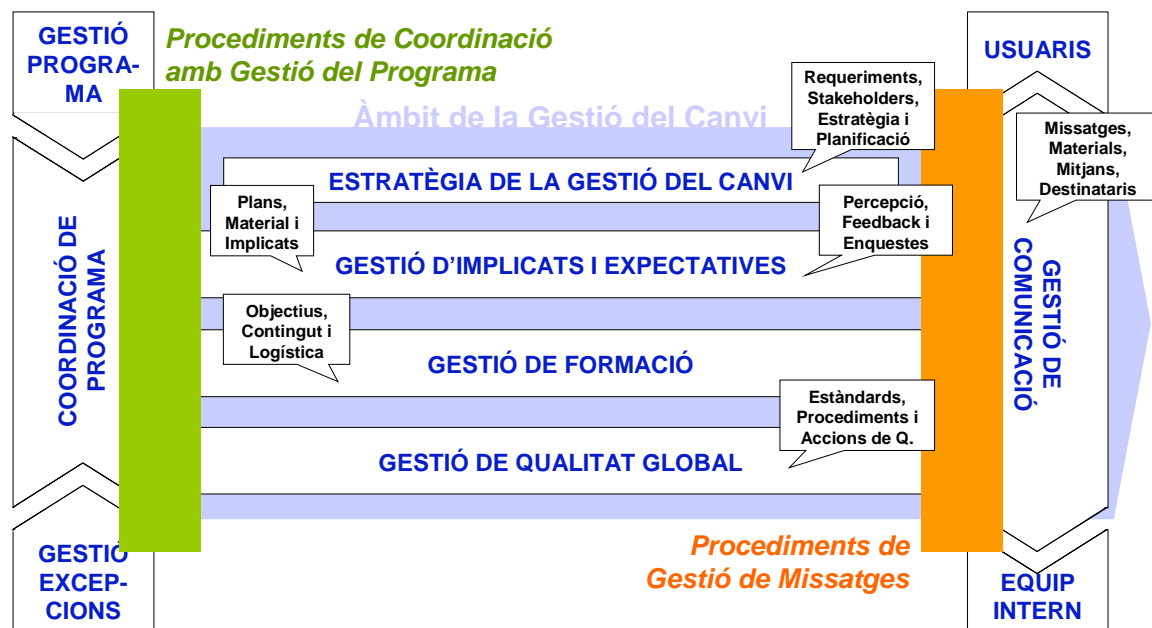 GESTIÓ
PROGRA-
MA
Procediments de Coordinació
amb Gestió del Programa
USUARIS
Requeriments,
Stakeholders,
Estratègia i
Planificació
Àmbit de la Gestió del Canvi
Missatges,
Materials,
Mitjans,
Destinataris
ESTRATÈGIA DE LA GESTIÓ DEL CANVI
Plans,
Material i
Implicats
Percepció,
Feedback i
Enquestes
GESTIÓ D'IMPLICATS I EXPECTATIVES
COORDINACIÓ DE
PROGRAMA
GESTIÓ DE
COMUNICACIÓ
Objectius,
Contingut i
Logística
GESTIÓ DE FORMACIÓ
Estàndards,
Procediments i
Accions de Q.
GESTIÓ DE QUALITAT GLOBAL
GESTIÓ
EXCEP-
CIONS
Procediments de
Gestió de Missatges
EQUIP
INTERN